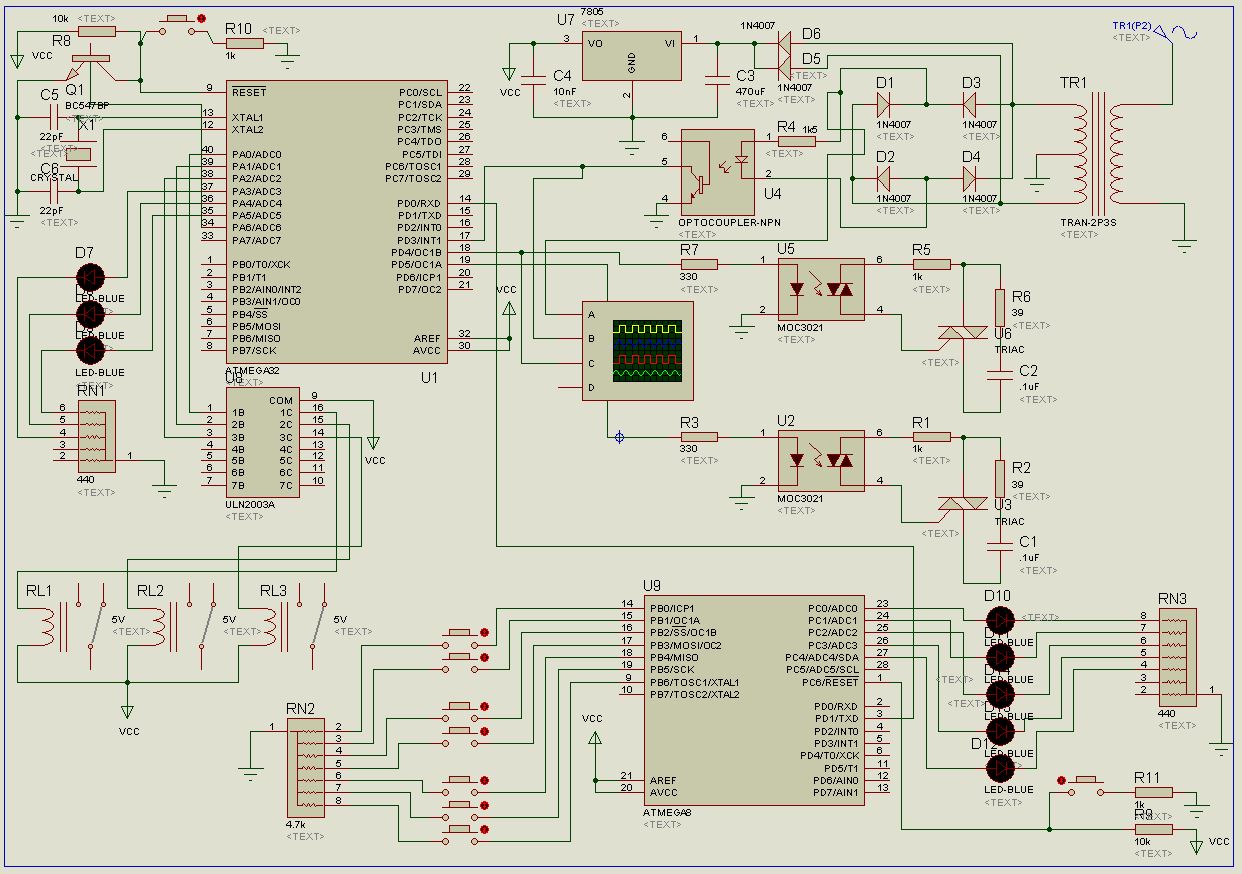 10k
R8
VCC
<TEXT>
R10
1k
<TEXT>
Q1
BC547BP
C5
22pF
<TEXT>
X1
CRYSTAL
<TEXT>
C6
22pF
<TEXT>
9 RESET
13 XTAL1
12 XTAL2
40 PA0/ADC0
39 PA1/ADC1
38 PA2/ADC2
37 PA3/ADC3
36 PA4/ADC4
35 PA5/ADC5
34 PA6/ADC6
33 PA7/ADC7
1 PB0/T0/XCK
2 PB1/T1
3 PB2/AIN0/INT2
4 PB3/AIN1/OC0
5 PB4/SS
6 PB5/MOSI
7 PB6/MISO
8 PB7/SCK
PC0/SCL 22
PC1/SDA 23
PC2/TCK 24
PC3/TMS 25
PC4/TDO 26
PC5/TDI 27
PC6/TOSC1 28
PC7/TOSC2 29
PD0/RXD 14
PD1/TXD 15
PD2/INT0 16
PD3/INT1 17
PD4/OC1B 18
PD5/OC1A 19
PD6/ICP1 20
PD7/OC2 21
AREF 32
AVCC 30
ATMEGA32
<TEXT>
U1
VCC
U7
7805
<TEXT>
3 VO
VI 1
GND
2
VCC
C4
10nF
<TEXT>
C3
470uF
<TEXT>
1N4007
D6
D5
<TEXT>
1N4007
R4
1k5
<TEXT>
6
5
4
1
2
U4
OPTOCOUPLER-NPN
<TEXT>
D1
1N4007
<TEXT>
D3
1N4007
<TEXT>
D2
1N4007
<TEXT>
D4
1N4007
<TEXT>
TR1
TRAN-2P3S
<TEXT>
TR1(P2)
<TEXT>
D7
LED-BLUE
LED-BLUE
LED-BLUE
<TEXT>
RN1
6
5
4
3
2
1
440
<TEXT>
U8
COM 9
1 1B 1C 16
2 2B 2C 15
3 3B 3C 14
4 4B 4C 13
5 5B 5C 12
6 6B 6C 11
7 7B 7C 10
ULN2003A
<TEXT>
VCC
A
B
C
D
R7
330
<TEXT>
U5
1
2
6
4
MOC3021
<TEXT>
R5
1k
<TEXT>
R6
39
<TEXT>
U6
TRIAC
<TEXT>
C2
.1uF
<TEXT>
R3
330
<TEXT>
U2
1
2
6
4
MOC3021
<TEXT>
R1
1k
<TEXT>
R2
39
<TEXT>
U3
TRIAC
<TEXT>
C1
.1uF
<TEXT>
RL1
5V
<TEXT>
RL2
5V
<TEXT>
RL3
5V
<TEXT>
VCC
RN2
1
2
3
4
5
6
7
8
4.7k
<TEXT>
VCC
U9
14 PB0/ICP1
15 PB1/OC1A
16 PB2/SS/OC1B
17 PB3/MOSI/OC2
18 PB4/MISO
19 PB5/SCK
9 PB6/TOSC1/XTAL1
10 PB7/TOSC2/XTAL2
21 AREF
20 AVCC
PC0/ADC0 23
PC1/ADC1 24
PC2/ADC2 25
PC3/ADC3 26
PC4/ADC4/SDA 27
PC5/ADC5/SCL 28
PC6/RESET 1
PD0/RXD 2
PD1/TXD 3
PD2/INT0 4
PD3/INT1 5
PD4/T0/XCK 6
PD5/T1 11
PD6/AIN0 12
PD7/AIN1 13
ATMEGA8
<TEXT>
D10
<TEXT>
LED-BLUE
LED-BLUE
<TEXT>
LED-BLUE
<TEXT>
LED-BLUE
D12
LED-BLUE
<TEXT>
RN3
8
7
6
5
4
3
2
1
440
<TEXT>
R11
1k
<TEXT>
R9
10k
<TEXT>
VCC